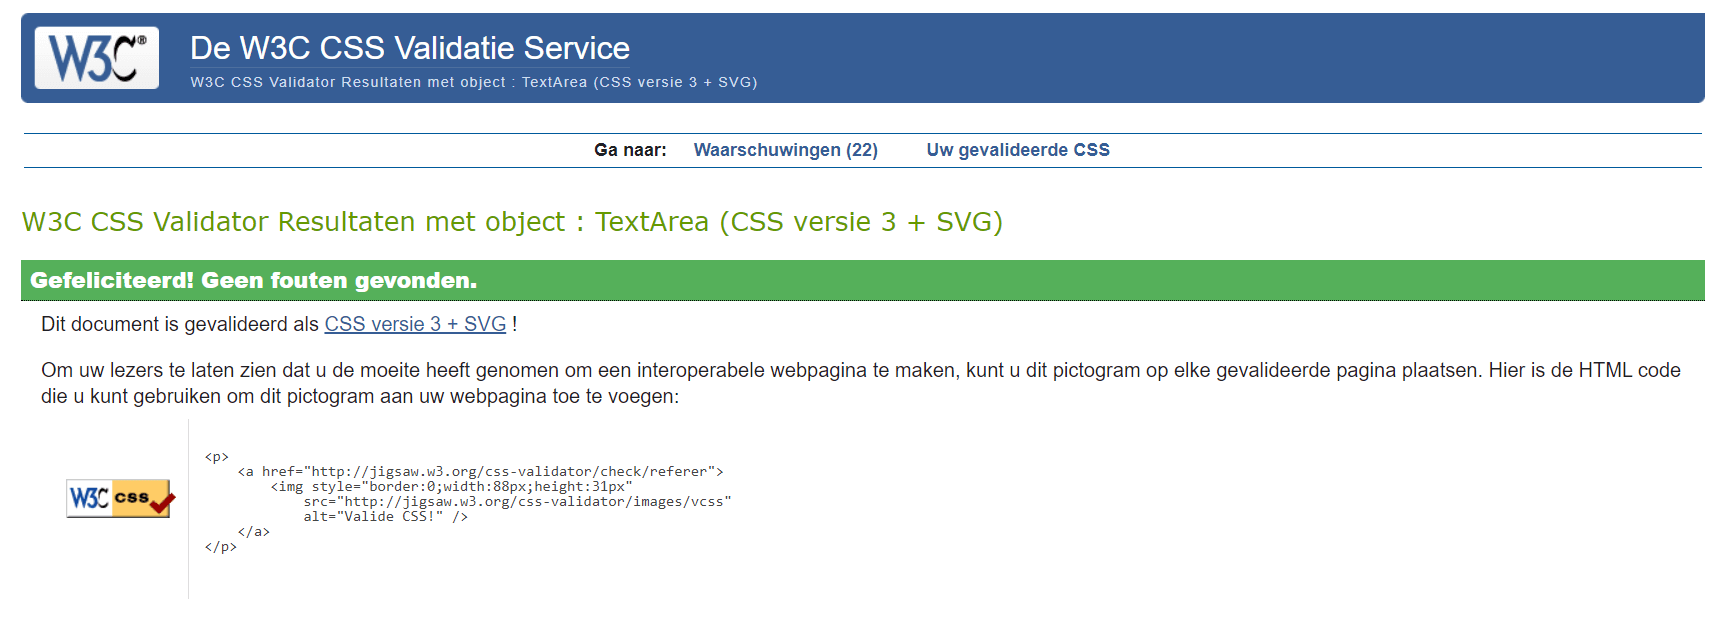 W3C®
De W3C CSS Validatie Service
W3C CSS Validator Resultaten met object : TextArea (CSS versie 3 + SVG)
Ga naar: Waarschuwingen (22) Uw gevalideerde CSS
W3C CSS Validator Resultaten met object : TextArea (CSS versie 3 + SVG)
Gefeliciteerd! Geen fouten gevonden.
Dit document is gevalideerd als CSS versie 3 + SVG !
Om uw lezers te laten zien dat u de moeite heeft genomen om een interoperabele webpagina te maken, kunt u dit pictogram op elke gevalideerde pagina plaatsen. Hier is de HTML code
die u kunt gebruiken om dit pictogram aan uw webpagina toe te voegen:
W3C css
<p>
    <a href="http://jigsaw.w3.org/css-validator/check/referer">
        <img style="border:0;width:88px;height:31px"
            src="http://jigsaw.w3.org/css-validator/images/vcss"
            alt="Valide CSS!" />
    </a>
</p>